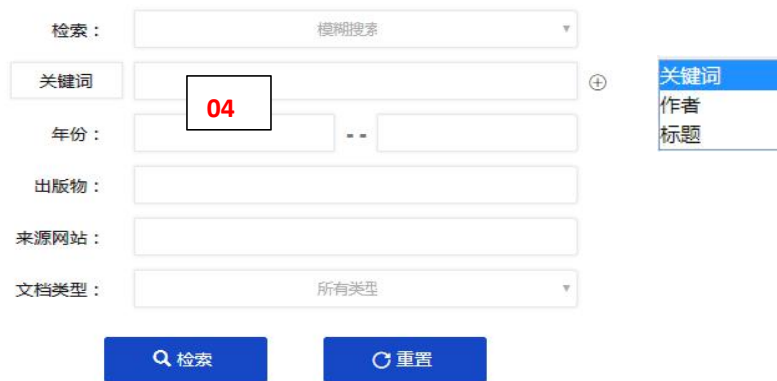 检索： 模糊搜索
关键词
04
关键词
作者
标题
年份： --
出版物：
来源网站：
文档类型： 所有类型
检索 重置